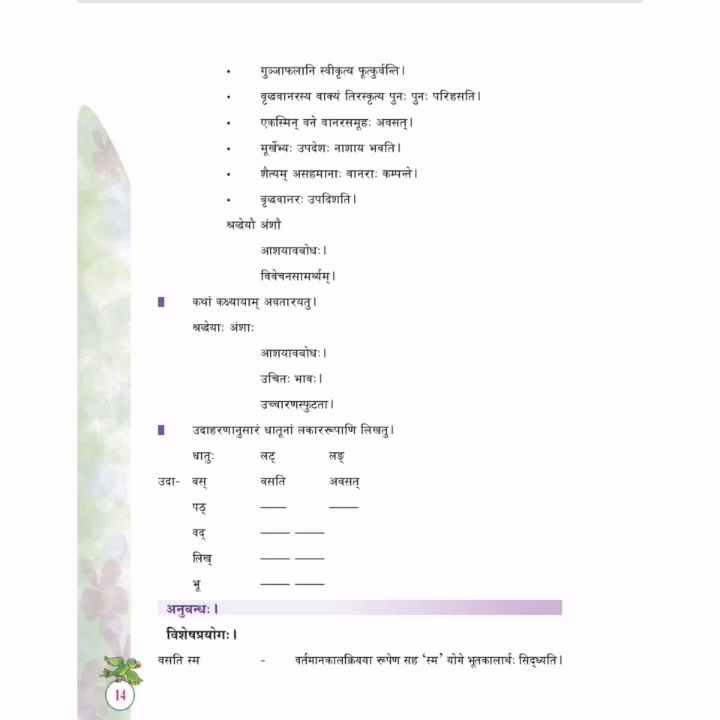 • गुञ्जाफलानि स्वीकृत्य फूत्कुर्वन्ति।
• वृद्धवानरस्य वाक्यं तिरस्कृत्य पुनः पुनः परिहसति।
• एकस्मिन् वने वानरसमूहः अवसत्।
• मूर्खेभ्यः उपदेशः नाशाय भवति।
• शैत्यम् असहमानाः वानराः कम्पन्ते।
• वृद्धवानरः उपदिशति।
श्रद्धेयौ अंशौ
आशयावबोधः।
विवेचनसामर्थ्यम्।
कथां कक्ष्यायाम् अवतारयतु।
श्रद्धेयाः अंशाः
आशयावबोधः।
उचितः भावः।
उच्चारणस्फुटता।
उदाहरणानुसारं धातूनां लकाररूपाणि लिखतु।
धातुः लट् लङ्
उदा- वस् वसति अवसत्
पठ् —— ——
वद् —— ——
लिख् —— ——
भू —— ——
अनुबन्धः।
विशेषप्रयोगः।
वसति स्म - वर्तमानकालक्रियया रूपेण सह ‘स्म’ योगे भूतकालार्थः सिद्ध्यति।
14